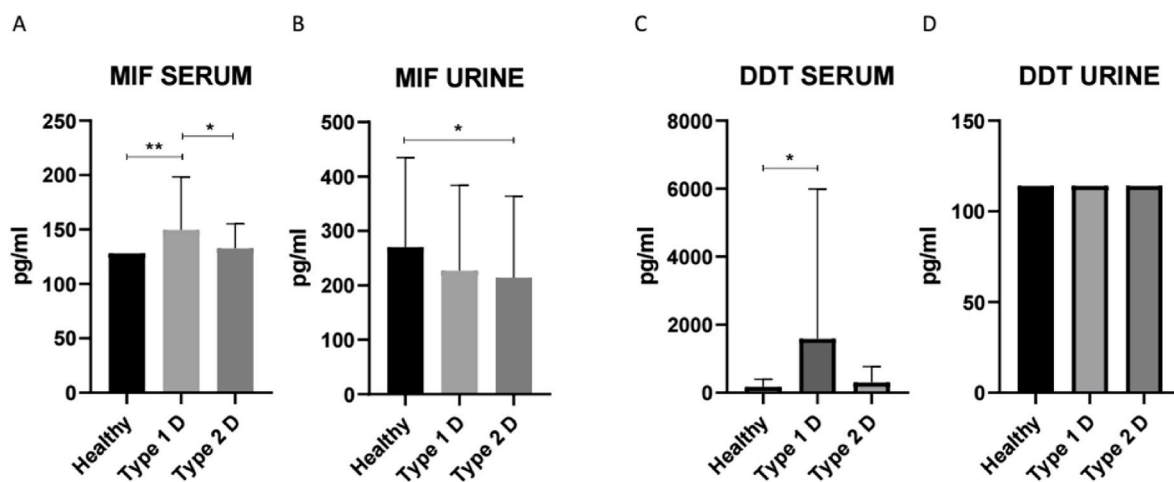 A
MIF SERUM
250
200
150
100
50
0
pg/ml
**
*
Healthy
Type 1 D
Type 2 D
B
MIF URINE
500
400
300
200
100
0
pg/ml
*
Healthy
Type 1 D
Type 2 D
C
DDT SERUM
8000
6000
4000
2000
0
pg/ml
*
Healthy
Type 1 D
Type 2 D
D
DDT URINE
150
100
50
0
pg/ml
Healthy
Type 1 D
Type 2 D